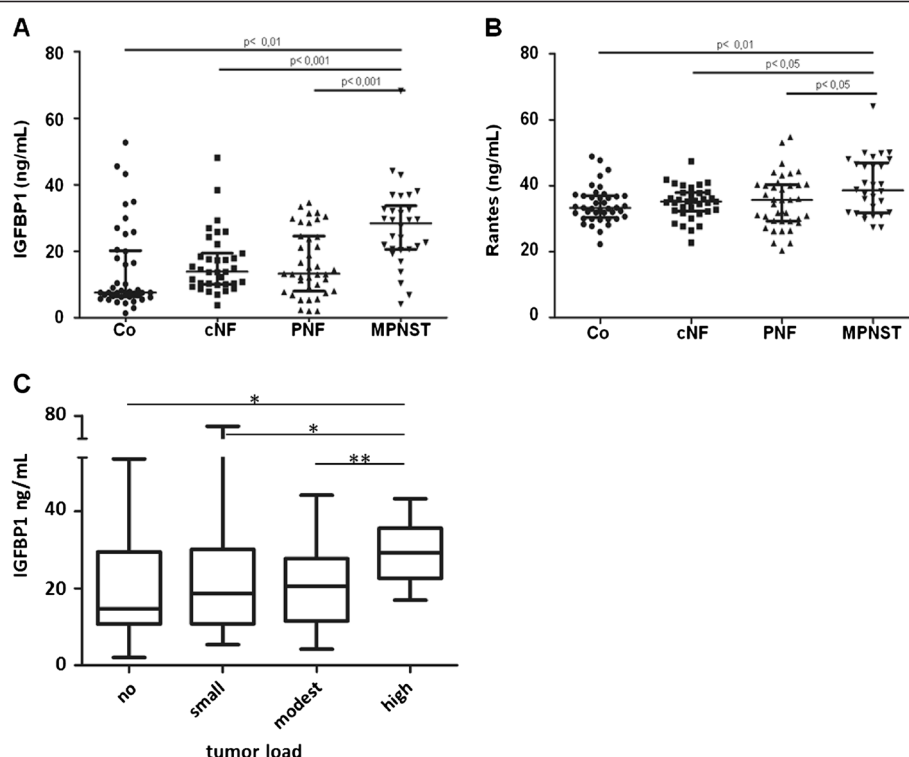 A
80
60
40
20
0
IGFBP1 (ng/mL)
p< 0,01
p< 0,001
p< 0,001
Co cNF PNF MPNST
B
80
60
40
20
0
Rantes (ng/mL)
p< 0,01
p< 0,05
p< 0,05
Co cNF PNF MPNST
C
80
40
20
0
IGFBP1 ng/mL
*
*
**
no small modest high
tumor load